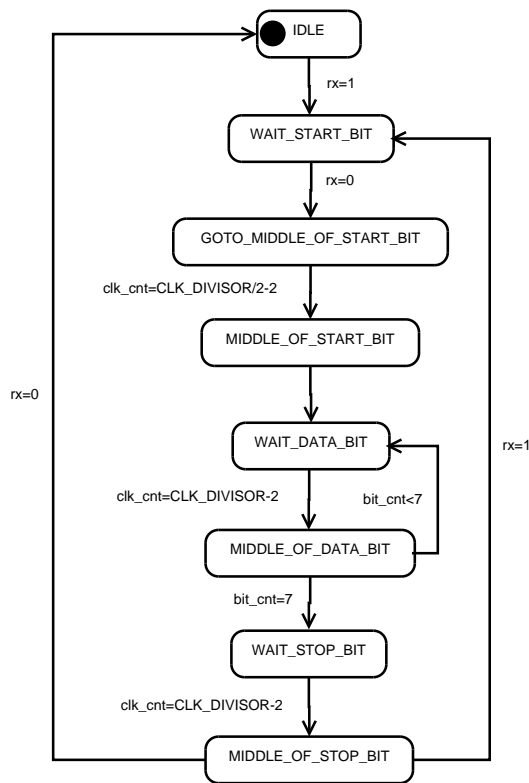 IDLE
rx=1
WAIT_START_BIT
rx=0
GOTO_MIDDLE_OF_START_BIT
clk_cnt=CLK_DIVISOR/2-2
MIDDLE_OF_START_BIT
rx=0
WAIT_DATA_BIT
rx=1
clk_cnt=CLK_DIVISOR-2
bit_cnt<7
MIDDLE_OF_DATA_BIT
bit_cnt=7
WAIT_STOP_BIT
clk_cnt=CLK_DIVISOR-2
MIDDLE_OF_STOP_BIT